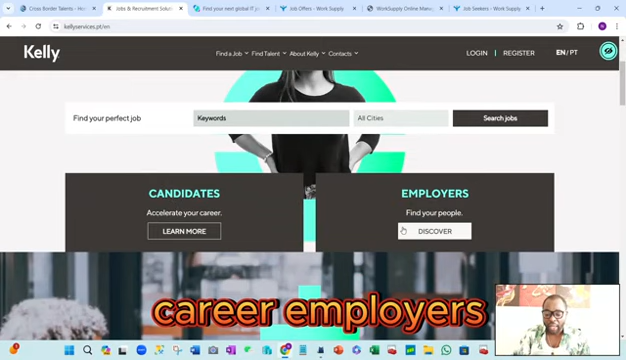 Cross Border Talents - Ho
Jobs & Recruitment Soluti
Find your next global IT jo
Job Offers - Work Supply
WorkSupply Online Mana
Job Seekers - Work Supply
kellyservices.pt/en
Kelly
Find a Job
Find Talent
About Kelly
Contacts
LOGIN | REGISTER
EN / PT
Find your perfect job
Keywords
All Cities
Search jobs
CANDIDATES
Accelerate your career.
LEARN MORE
EMPLOYERS
Find your people.
DISCOVER
career employers